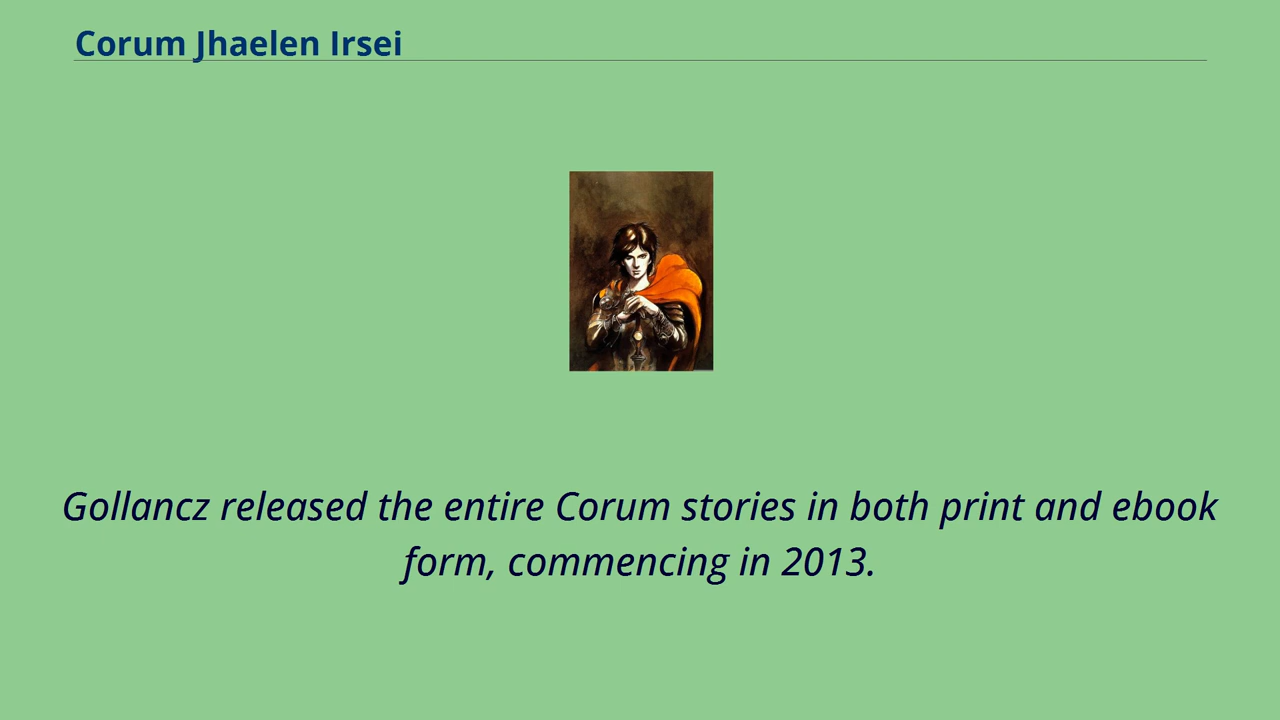 Corum Jhaelen Irsei
Gollancz released the entire Corum stories in both print and ebook
form, commencing in 2013.